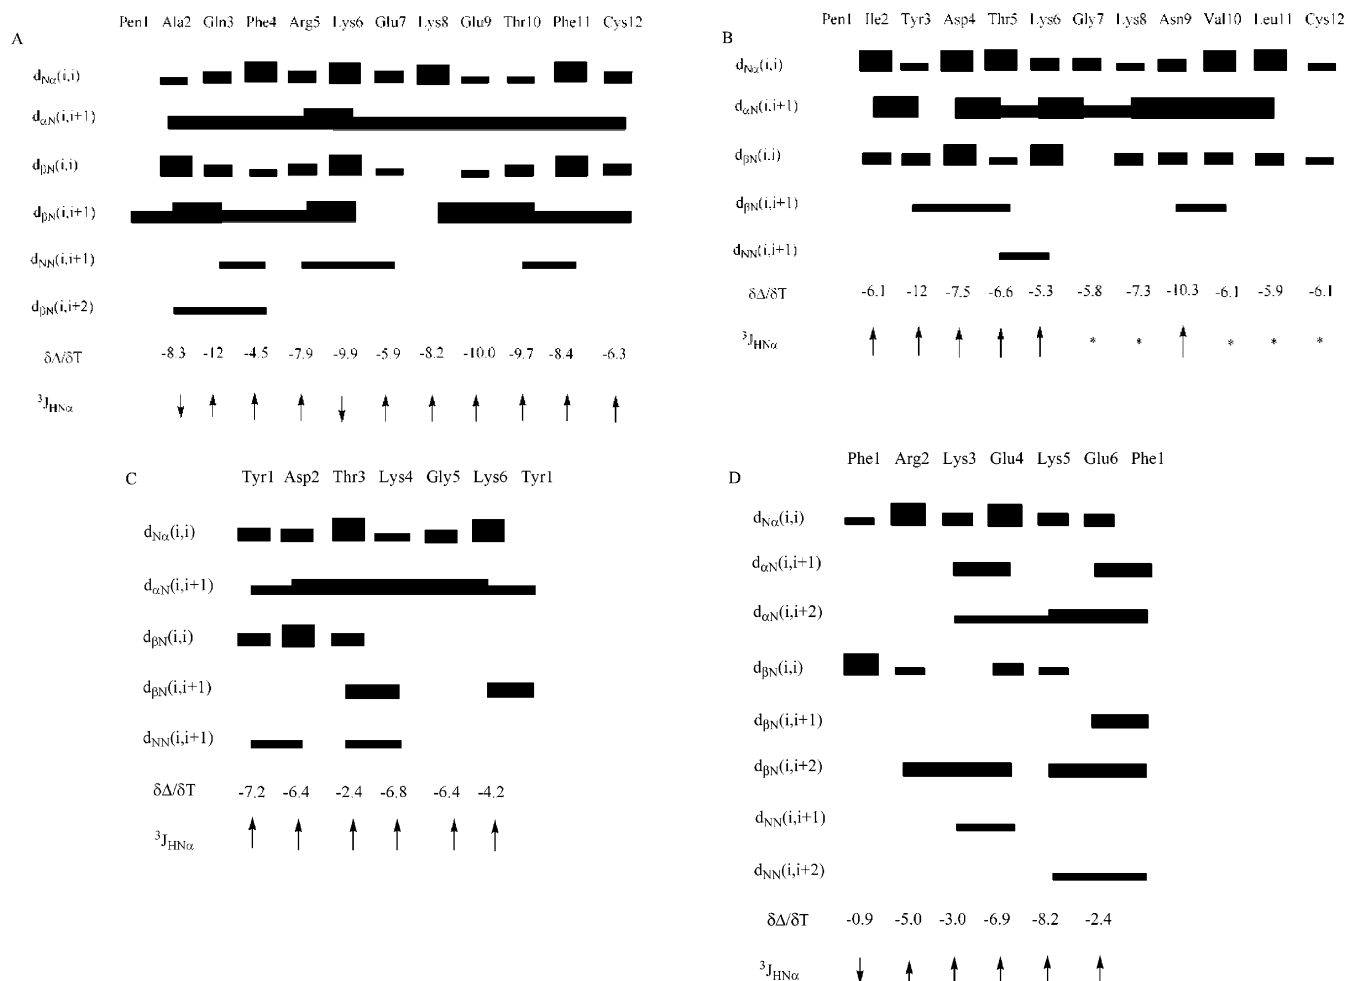 A
Pen1 Ala2 Gln3 Phe4 Arg5 Lys6 Glu7 Lys8 Glu9 Thr10 Phe11 Cys12
dNα(i,i)
dαN(i,i+1)
dβN(i,i)
dβN(i,i+1)
dNN(i,i+1)
dβN(i,i+2)
δΔ/δT -8.3 -12 -4.5 -7.9 -9.9 -5.9 -8.2 -10.0 -9.7 -8.4 -6.3
3JHNα ↓ ↑ ↑ ↑ ↓ ↑ ↑ ↑ ↑ ↑ ↑
B
Pen1 Ile2 Tyr3 Asp4 Thr5 Lys6 Gly7 Lys8 Asn9 Val10 Leu11 Cys12
dNα(i,i)
dαN(i,i+1)
dβN(i,i)
dβN(i,i+1)
dNN(i,i+1)
δΔ/δT -6.1 -12 -7.5 -6.6 -5.3 -5.8 -7.3 -10.3 -6.1 -5.9 -6.1
3JHNα ↑ ↑ ↑ ↑ ↑ * * ↑ * * *
C
Tyr1 Asp2 Thr3 Lys4 Gly5 Lys6 Tyr1
dNα(i,i)
dαN(i,i+1)
dβN(i,i)
dβN(i,i+1)
dNN(i,i+1)
δΔ/δT
-7.2 -6.4 -2.4 -6.8 -6.4 -4.2
3JHNα ↑ ↑ ↑ ↑ ↑ ↑
D
Phe1 Arg2 Lys3 Glu4 Lys5 Glu6 Phe1
dNα(i,i)
dαN(i,i+1)
dαN(i,i+2)
dβN(i,i)
dβN(i,i+1)
dβN(i,i+2)
dNN(i,i+1)
dNN(i,i+2)
δΔ/δT -0.9 -5.0 -3.0 -6.9 -8.2 -2.4
3JHNα ↓ ↑ ↑ ↑ ↑ ↑